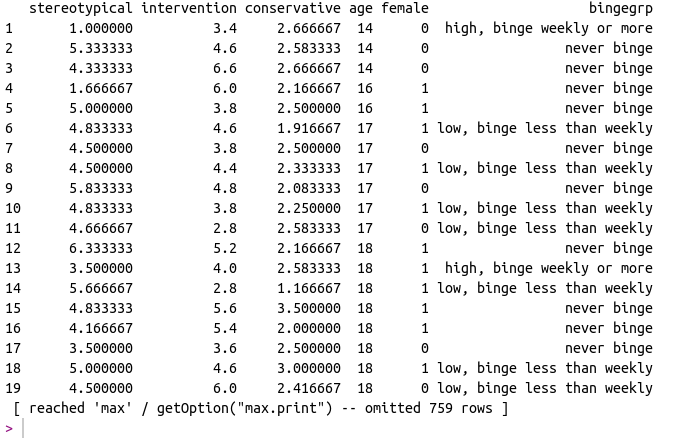 stereotypical intervention conservative age female bingegrp
1 1.000000 3.4 2.666667 14 0 high, binge weekly or more
2 5.333333 4.6 2.583333 14 0 never binge
3 4.333333 6.6 2.666667 14 0 never binge
4 1.666667 6.0 2.166667 16 1 never binge
5 5.000000 3.8 2.500000 16 1 never binge
6 4.833333 4.6 1.916667 17 1 low, binge less than weekly
7 4.500000 3.8 2.500000 17 0 never binge
8 4.500000 4.4 2.333333 17 1 low, binge less than weekly
9 5.833333 4.8 2.083333 17 0 never binge
10 4.833333 3.8 2.250000 17 1 low, binge less than weekly
11 4.666667 2.8 2.583333 17 0 low, binge less than weekly
12 6.333333 5.2 2.166667 18 1 never binge
13 3.500000 4.0 2.583333 18 1 high, binge weekly or more
14 5.666667 2.8 1.166667 18 1 low, binge less than weekly
15 4.833333 5.6 3.500000 18 1 never binge
16 4.166667 5.4 2.000000 18 1 never binge
17 3.500000 3.6 2.500000 18 0 never binge
18 5.000000 4.6 3.000000 18 1 low, binge less than weekly
19 4.500000 6.0 2.416667 18 0 low, binge less than weekly
[ reached 'max' / getOption("max.print") -- omitted 759 rows ]
>